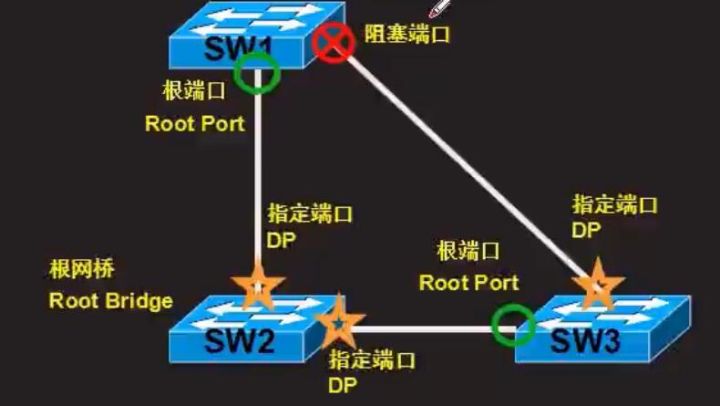 SW1
阻塞端口
根端口
Root Port
指定端口
DP
指定端口
DP
根端口
Root Port
根网桥
Root Bridge
SW2
SW3
指定端口
DP